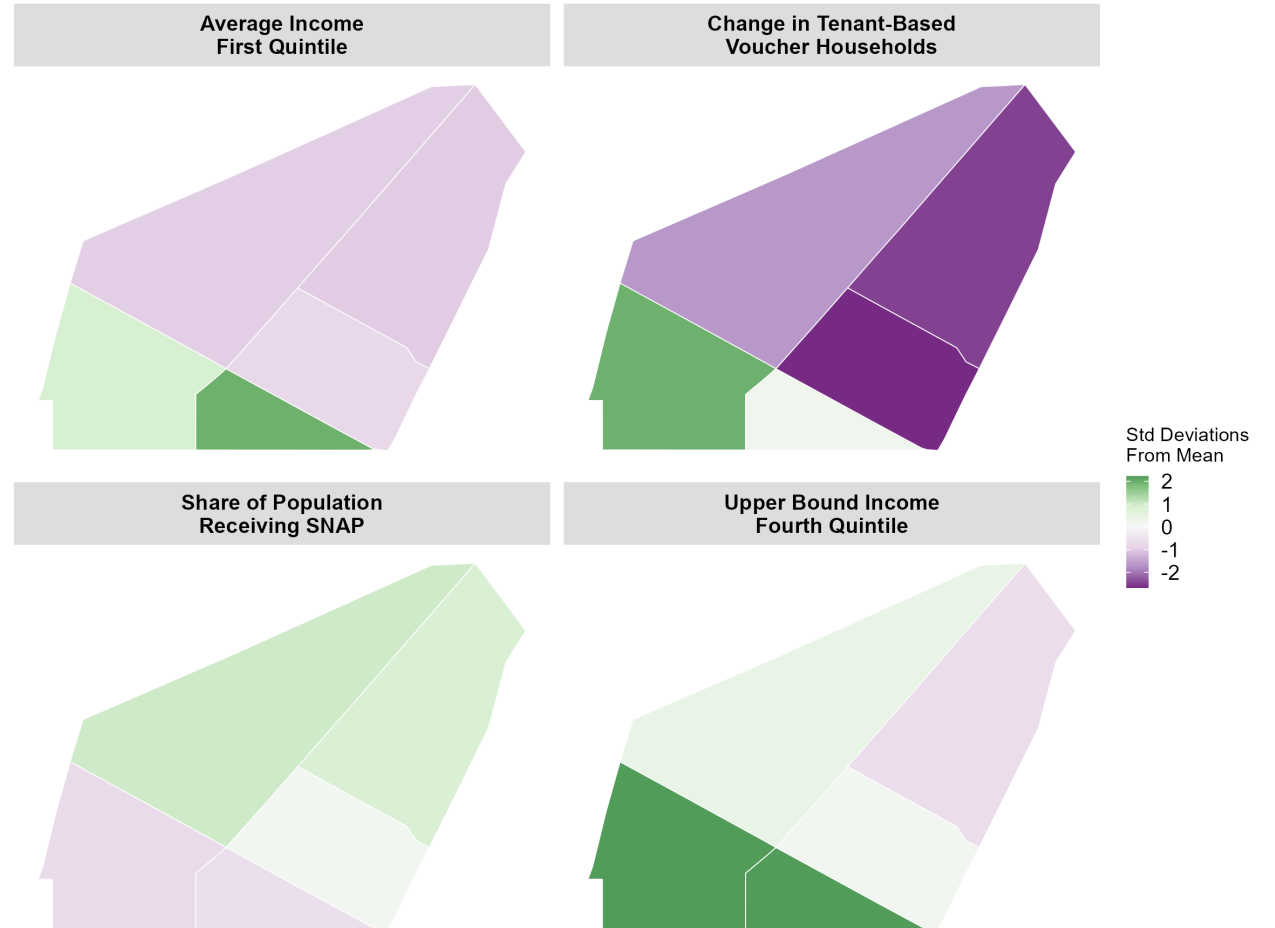 Average Income
First Quintile
Change in Tenant-Based
Voucher Households
Share of Population
Receiving SNAP
Upper Bound Income
Fourth Quintile
Std Deviations
From Mean
2
1
0
-1
-2